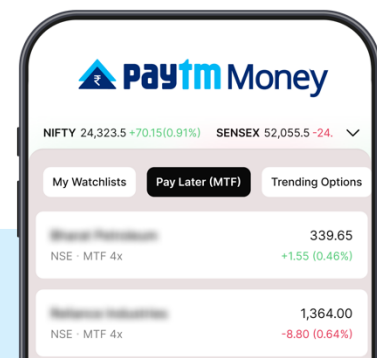 ₹ Paytm Money
NIFTY 24,323.5 +70.15(0.91%) SENSEX 52,055.5 -24.
My Watchlists Pay Later (MTF) Trending Options
339.65
NSE · MTF 4x +1.55 (0.46%)
1,364.00
NSE · MTF 4x -8.80 (0.64%)